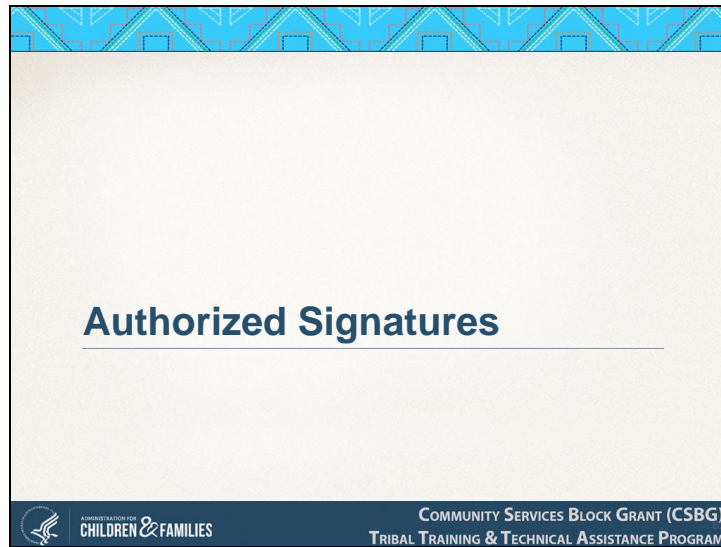 Authorized Signatures
ADMINISTRATION FOR
CHILDREN & FAMILIES
COMMUNITY SERVICES BLOCK GRANT (CSBG)
TRIBAL TRAINING & TECHNICAL ASSISTANCE PROGRAM